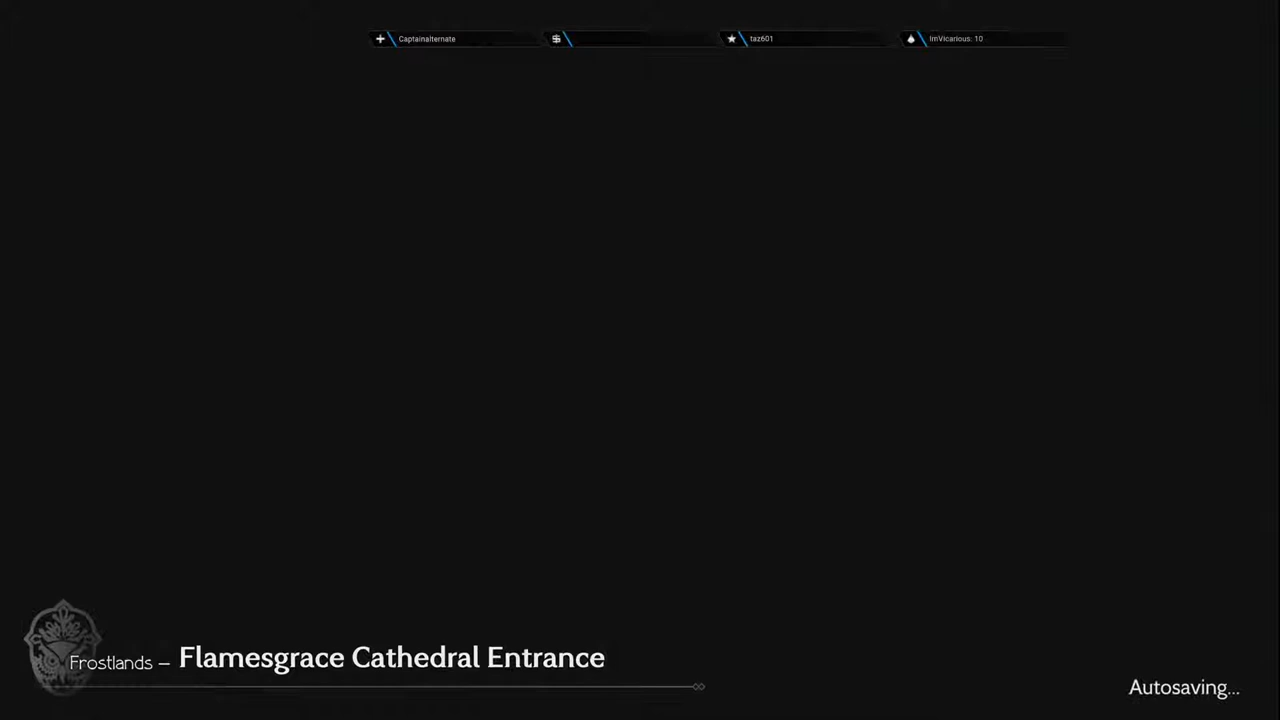 Captainalternate
taz601
ImVicarious: 10
Frostlands – Flamesgrace Cathedral Entrance
Autosaving...